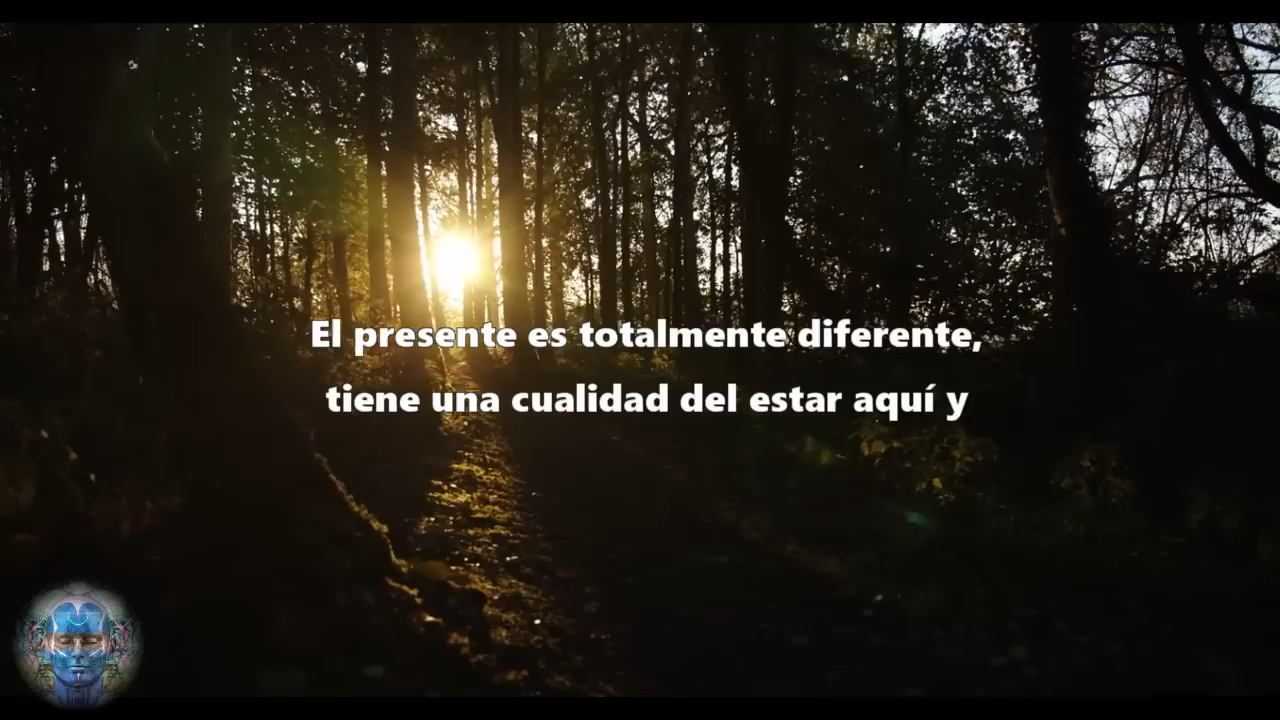 El presente es totalmente diferente,
tiene una cualidad del estar aquí y